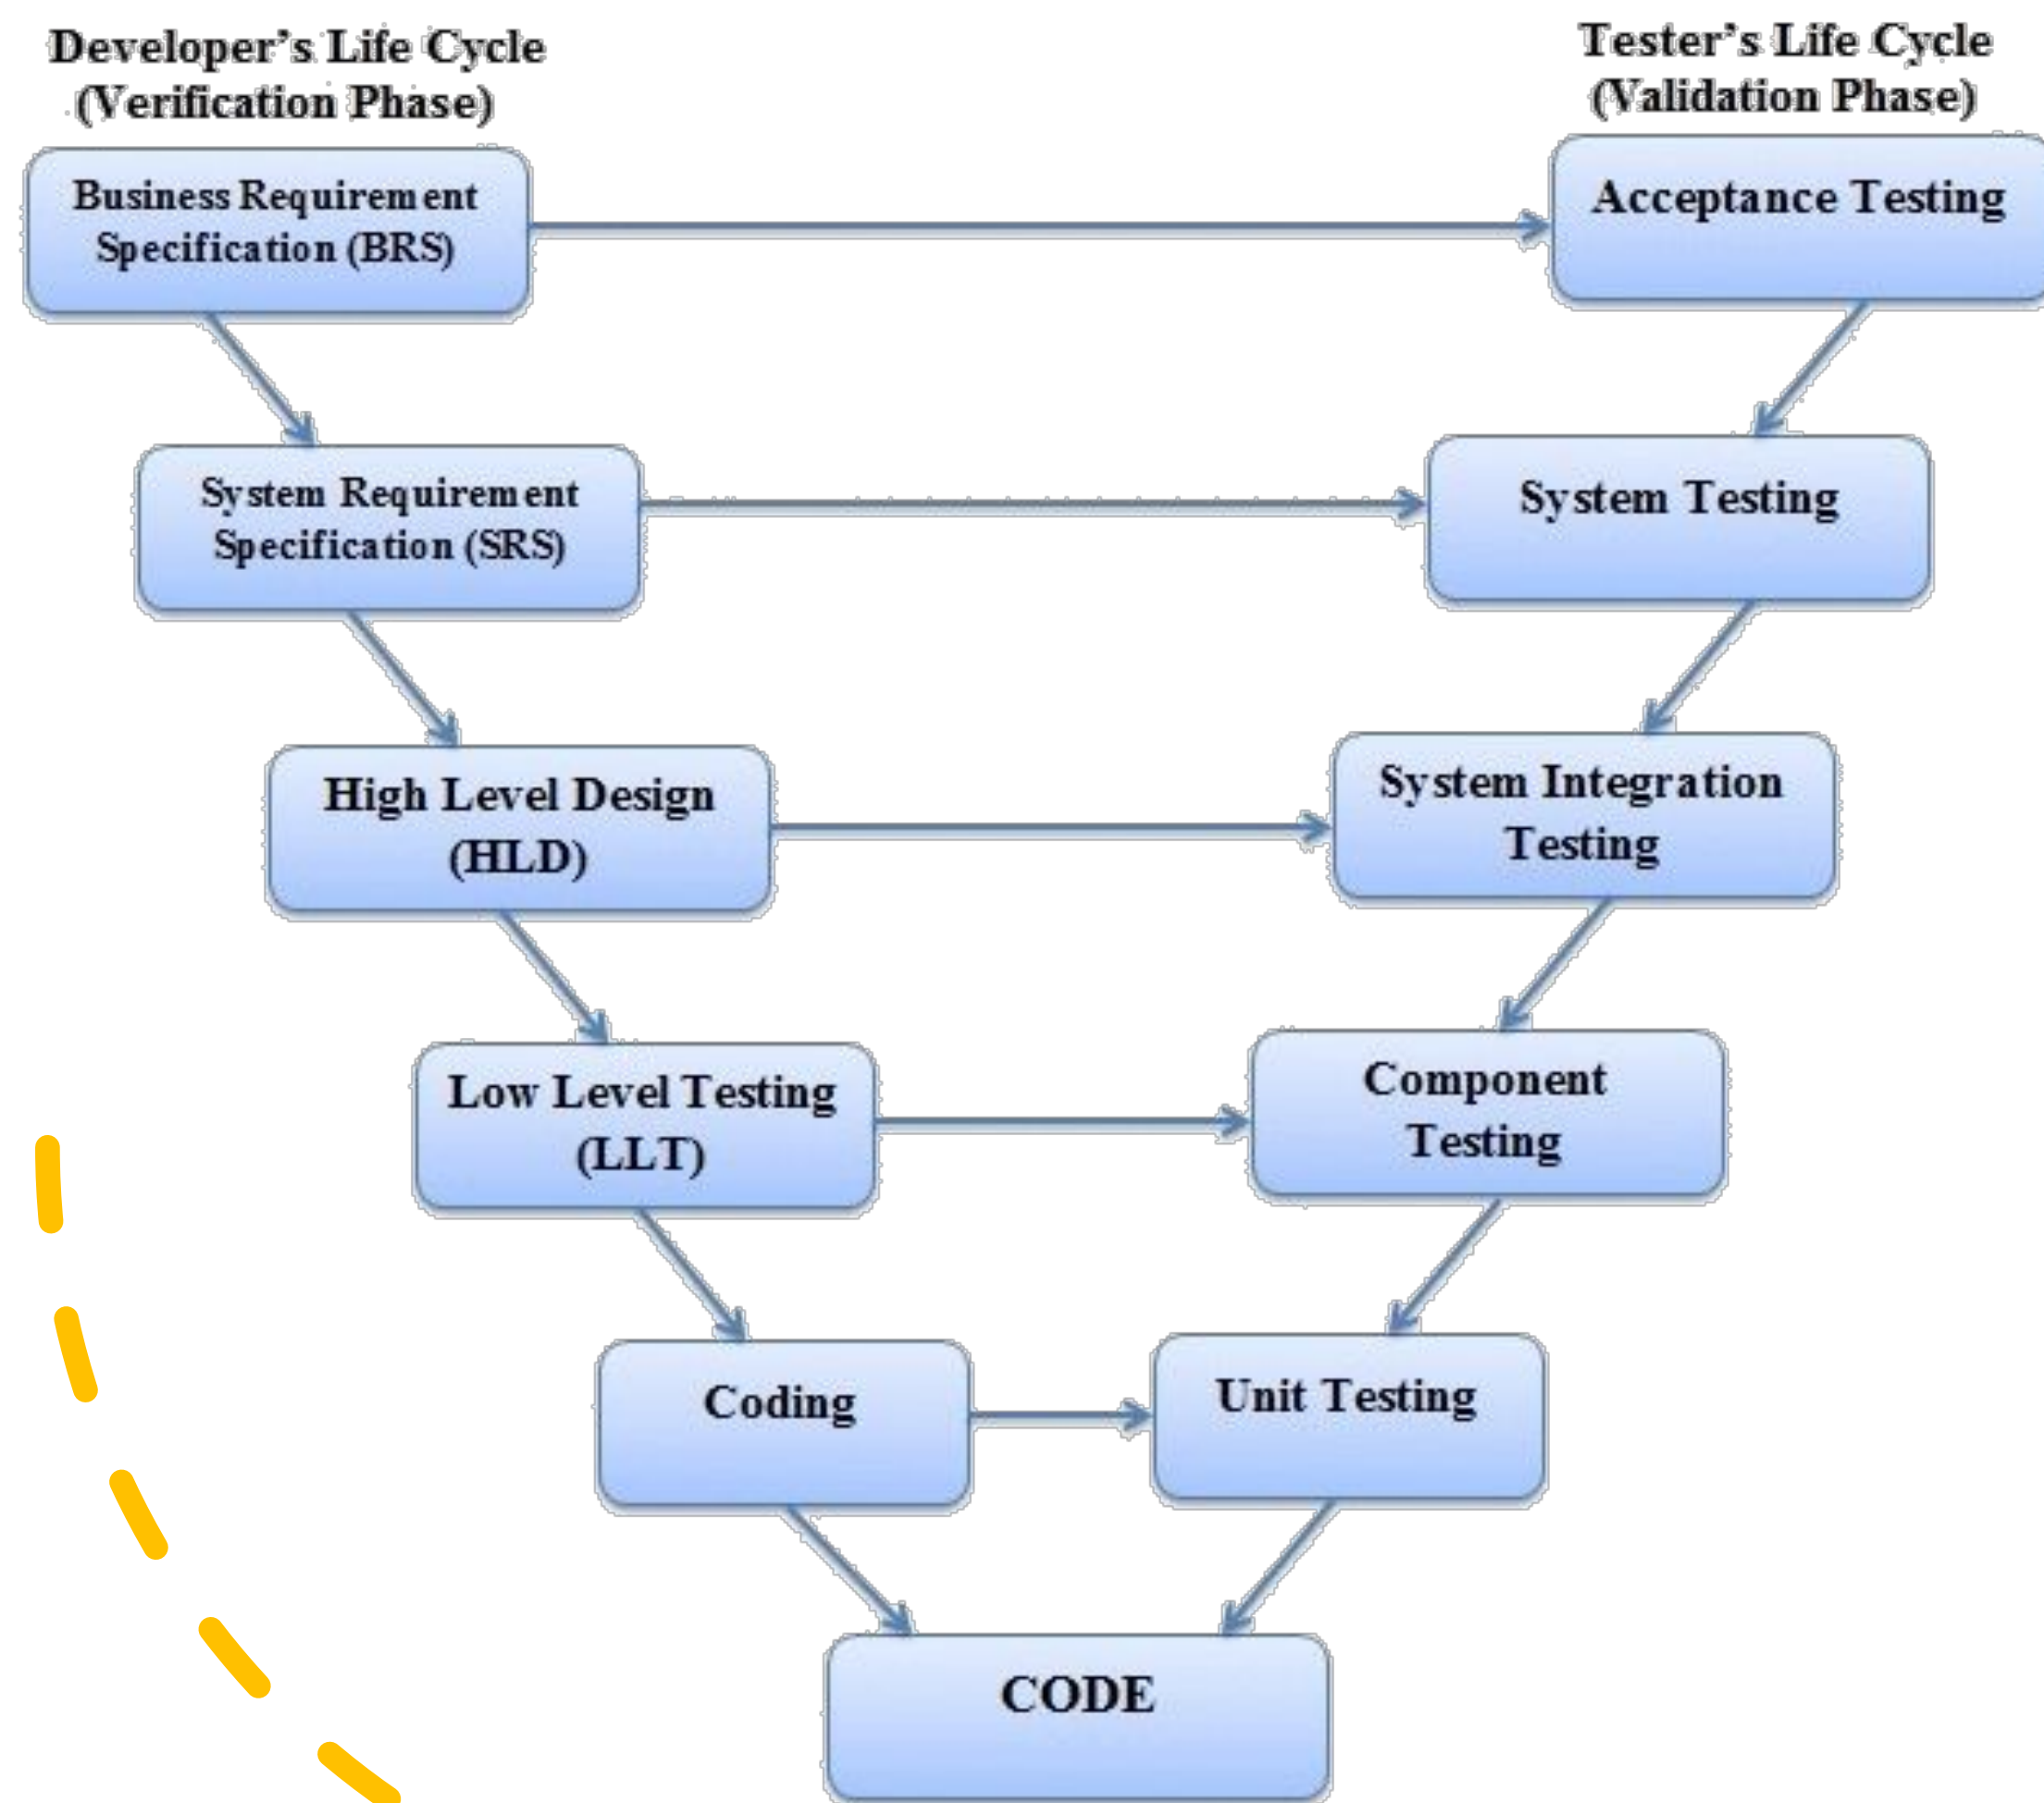 Developer's Life Cycle
(Verification Phase)
Tester's Life Cycle
(Validation Phase)
Business Requirement
Specification (BRS)
Acceptance Testing
System Requirement
Specification (SRS)
System Testing
High Level Design
(HLD)
System Integration
Testing
Low Level Testing
(LLT)
Component
Testing
Coding
Unit Testing
CODE